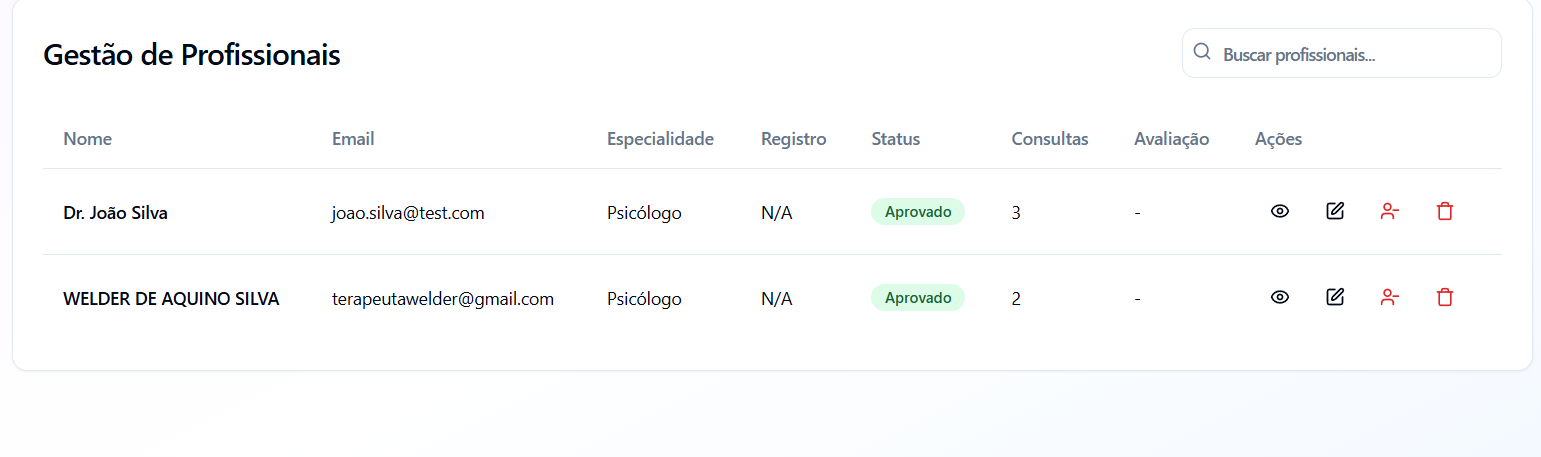 Gestão de Profissionais
Buscar profissionais...
Nome Email Especialidade Registro Status Consultas Avaliação Ações
Dr. João Silva joao.silva@test.com Psicólogo N/A Aprovado 3 -
WELDER DE AQUINO SILVA terapeutawelder@gmail.com Psicólogo N/A Aprovado 2 -